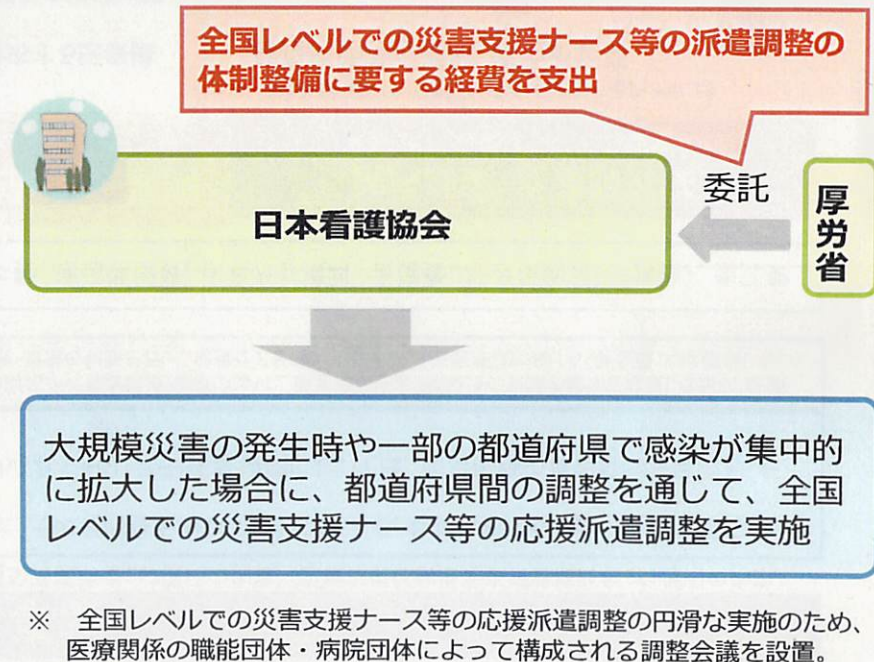 全国レベルでの災害支援ナース等の派遣調整の
体制整備に要する経費を支出
委託
厚労省
日本看護協会
大規模災害の発生時や一部の都道府県で感染が集中的
に拡大した場合に、都道府県間の調整を通じて、全国
レベルでの災害支援ナース等の応援派遣調整を実施
※　全国レベルでの災害支援ナース等の応援派遣調整の円滑な実施のため、
医療関係の職能団体・病院団体によって構成される調整会議を設置。